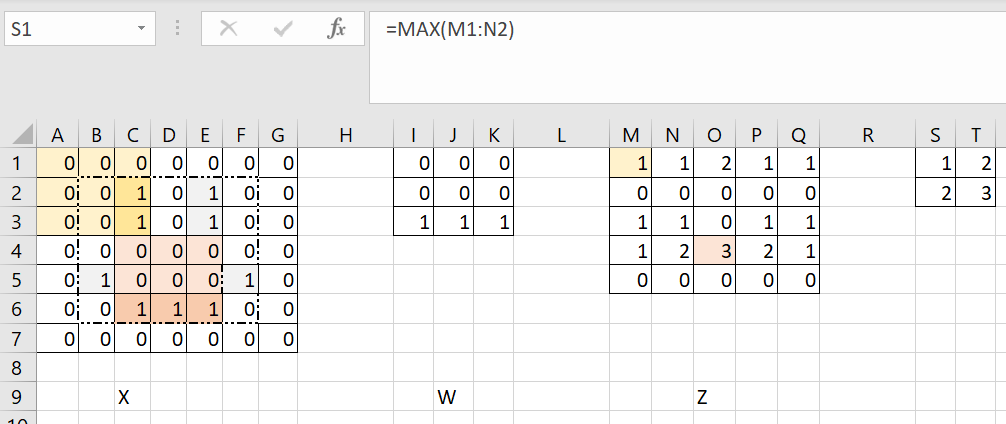 S1 fx =MAX(M1:N2)
A B C D E F G H I J K L M N O P Q R S T
1 0 0 0 0 0 0 0 0 0 0 1 1 2 1 1 1 2
2 0 0 1 0 1 0 0 0 0 0 0 0 0 0 0 2 3
3 0 0 1 0 1 0 0 1 1 1 1 1 0 1 1
4 0 0 0 0 0 0 0 1 2 3 2 1
5 0 1 0 0 0 1 0 0 0 0 0 0
6 0 0 1 1 1 0 0
7 0 0 0 0 0 0 0
8
9 X W Z
10